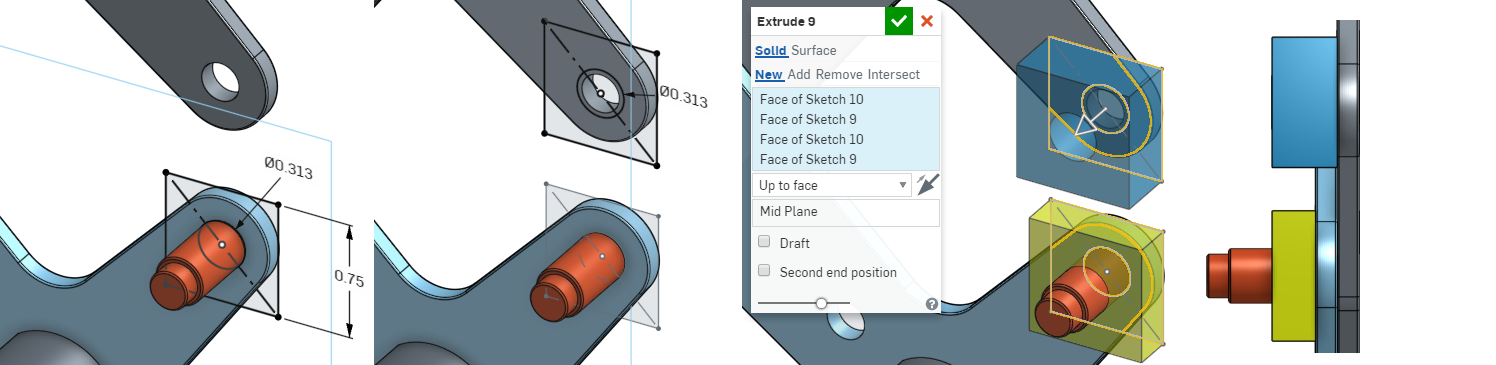 Ø0.313
0.75
Ø0.313
Extrude 9
Solid Surface
New Add Remove Intersect
Face of Sketch 10
Face of Sketch 9
Face of Sketch 10
Face of Sketch 9
Up to face
Mid Plane
Draft
Second end position
?